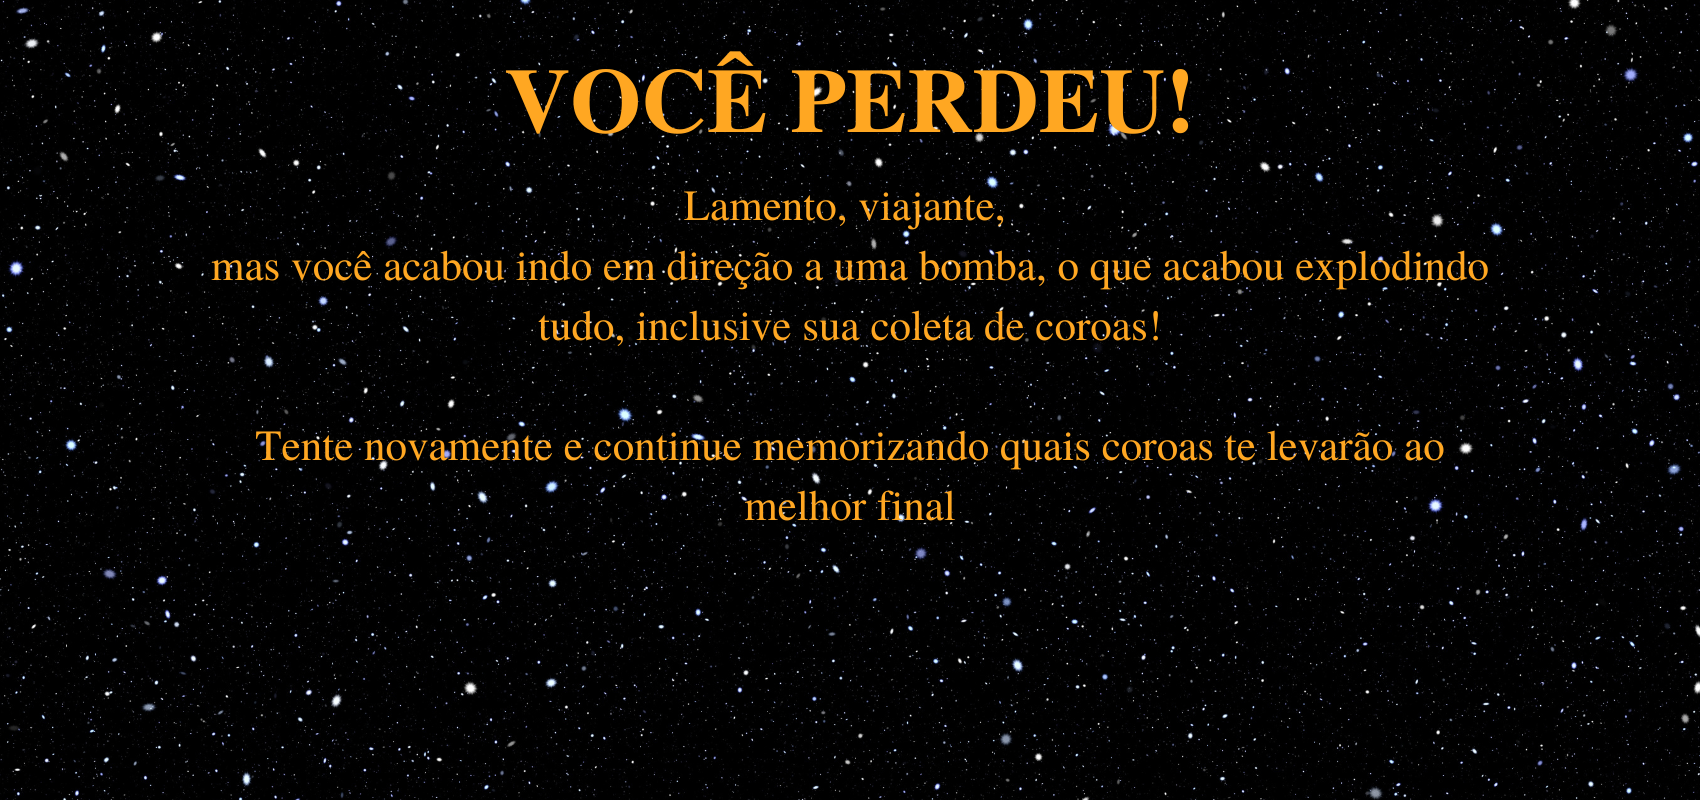 VOCÊ PERDEU!
Lamento, viajante,
mas você acabou indo em direção a uma bomba, o que acabou explodindo
tudo, inclusive sua coleta de coroas!
Tente novamente e continue memorizando quais coroas te levarão ao
melhor final